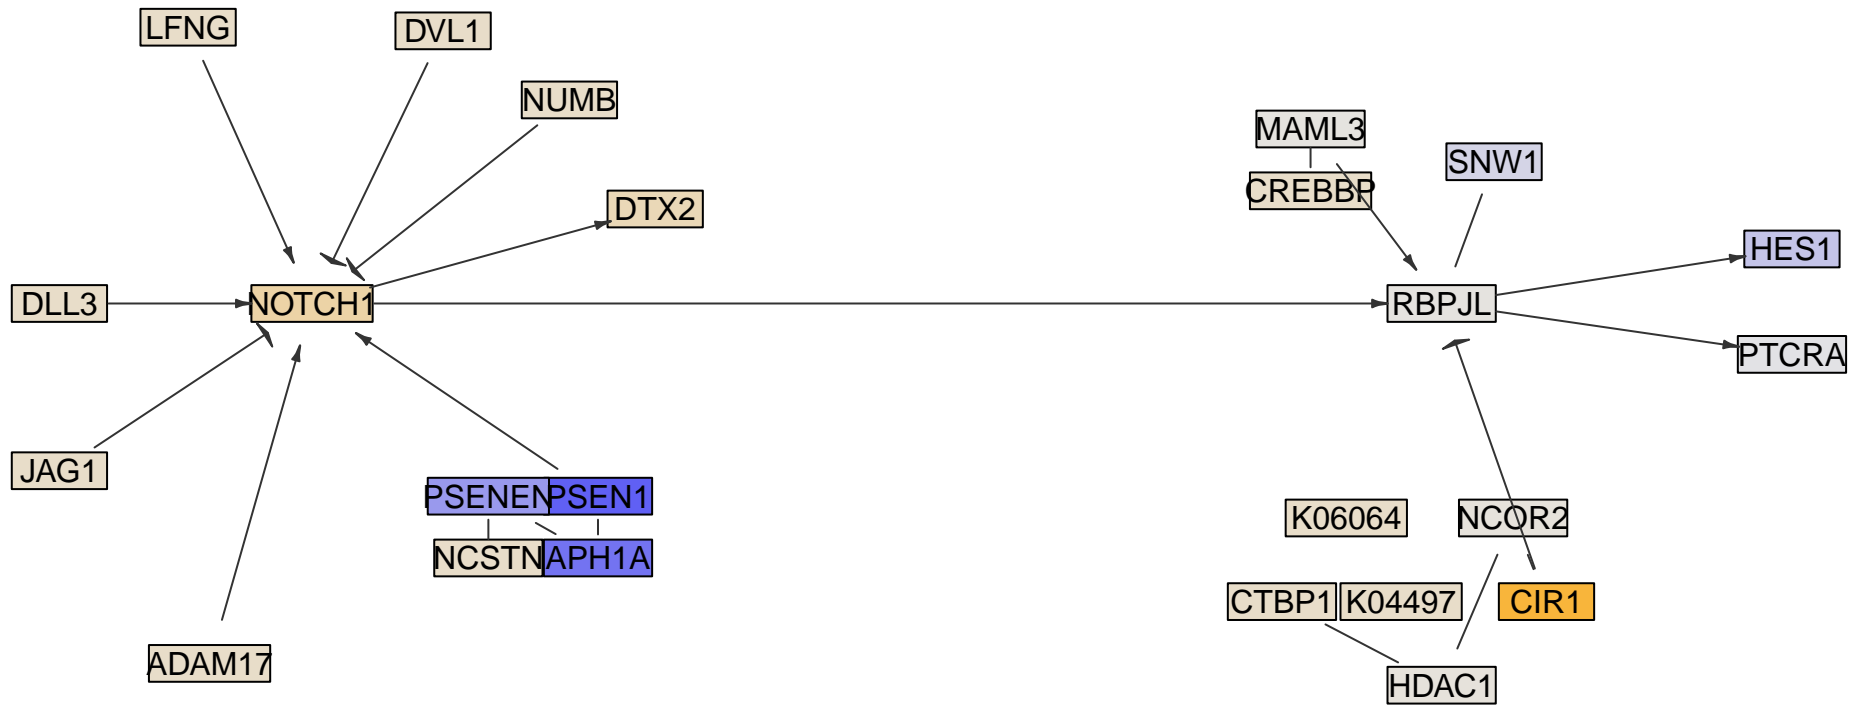 LFNG
DVL1
NUMB
MAML3
SNW1
CREBBP
DTX2
HES1
DLL3
NOTCH1
RBPJL
PTCRA
JAG1
PSENEN
PSEN1
K06064
NCOR2
NCSTN
APH1A
CTBP1
K04497
CIR1
ADAM17
HDAC1